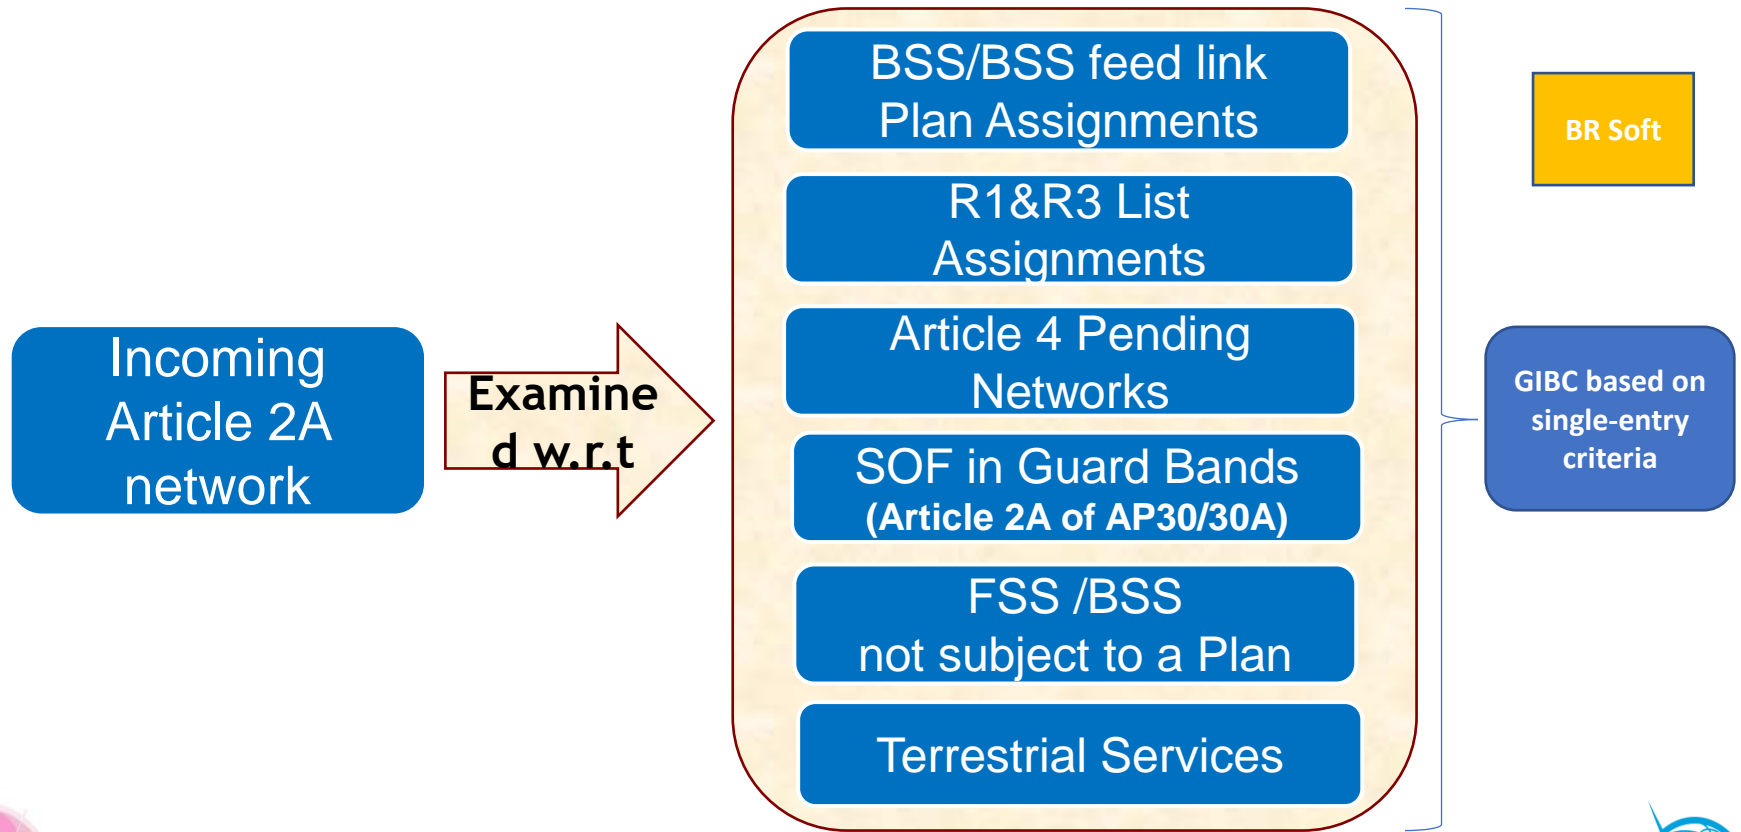 Incoming
Article 2A
network
Examine
d w.r.t
BSS/BSS feed link
Plan Assignments
R1&R3 List
Assignments
Article 4 Pending
Networks
SOF in Guard Bands
(Article 2A of AP30/30A)
FSS /BSS
not subject to a Plan
Terrestrial Services
BR Soft
GIBC based on
single-entry
criteria